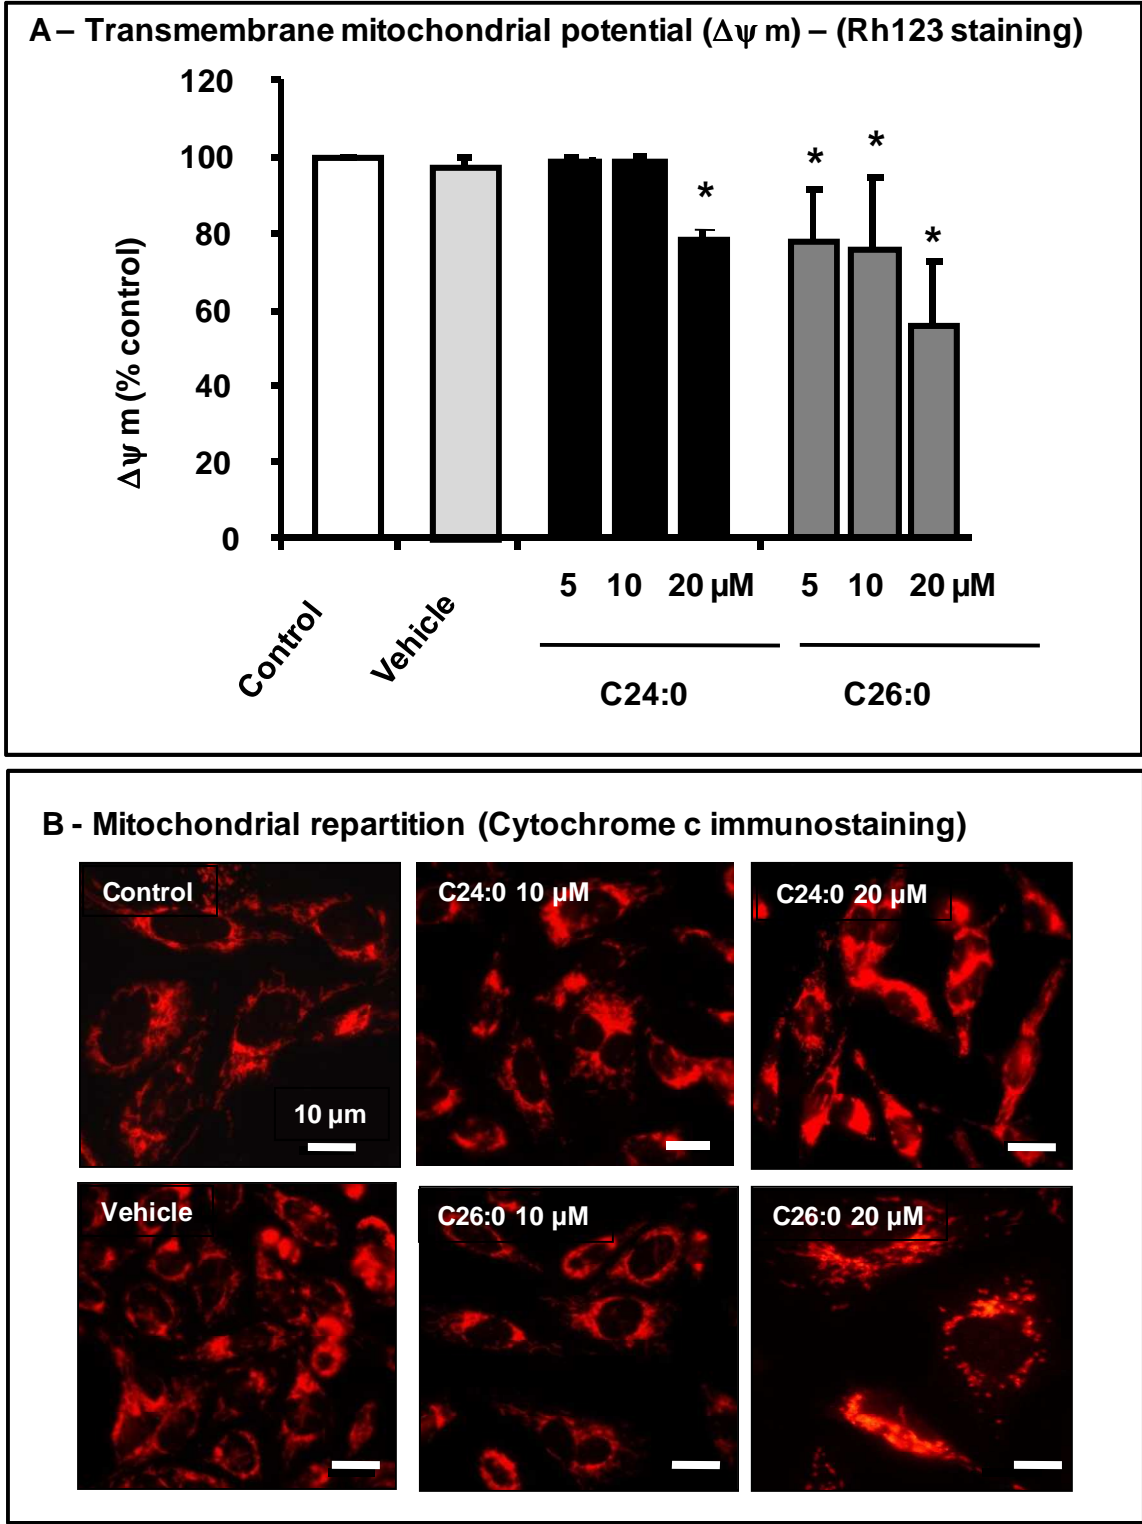 A – Transmembrane mitochondrial potential (Δψ m) – (Rh123 staining)
120
100
80
60
40
20
0
Δψ m (% control)
* * * *
Control
Vehicle
5 10 20 µM 5 10 20 µM
C24:0 C26:0
B - Mitochondrial repartition (Cytochrome c immunostaining)
Control
C24:0 10 µM
C24:0 20 µM
10 µm
Vehicle
C26:0 10 µM
C26:0 20 µM